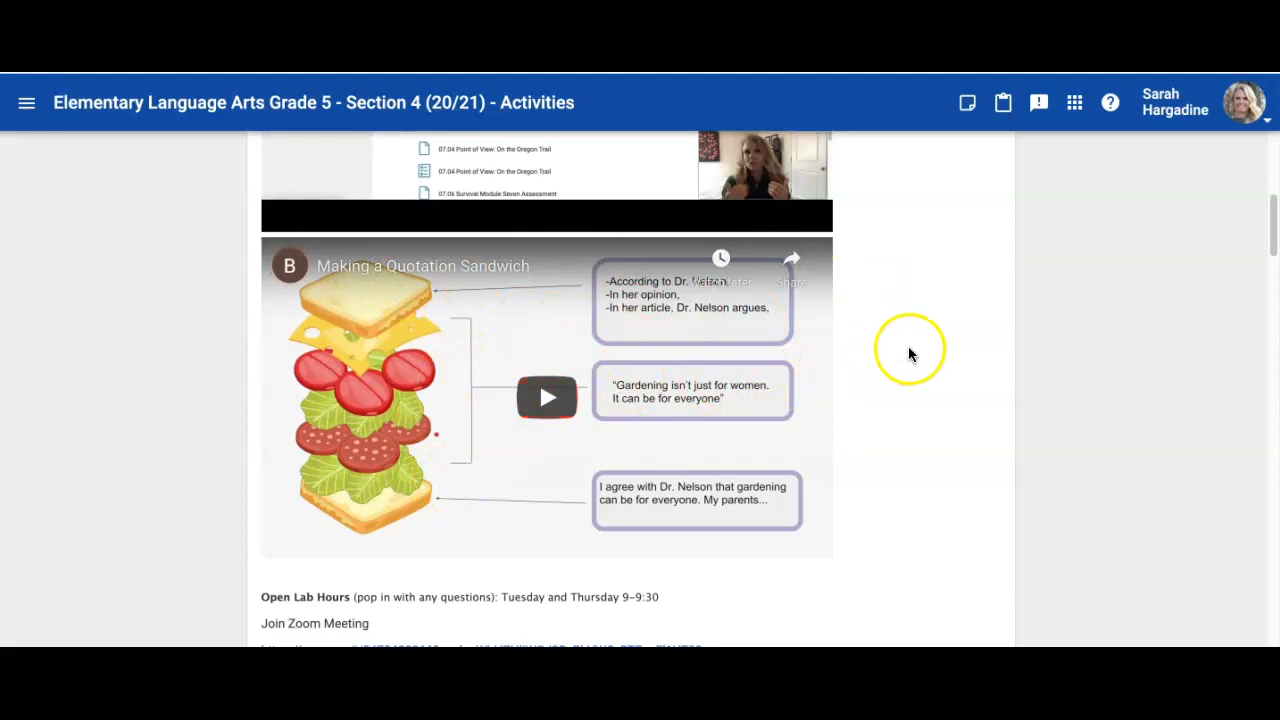 Elementary Language Arts Grade 5 - Section 4 (20/21) - Activities
Sarah
Hargadine
07.04 Point of View: On the Oregon Trail
07.04 Point of View: On the Oregon Trail
07.06 Survival Module Seven Assessment
B
Making a Quotation Sandwich
Watch later
Share
-According to Dr. Nelson,
-In her opinion,
-In her article, Dr. Nelson argues,
"Gardening isn't just for women.
It can be for everyone"
I agree with Dr. Nelson that gardening
can be for everyone. My parents...
Open Lab Hours (pop in with any questions): Tuesday and Thursday 9-9:30
Join Zoom Meeting